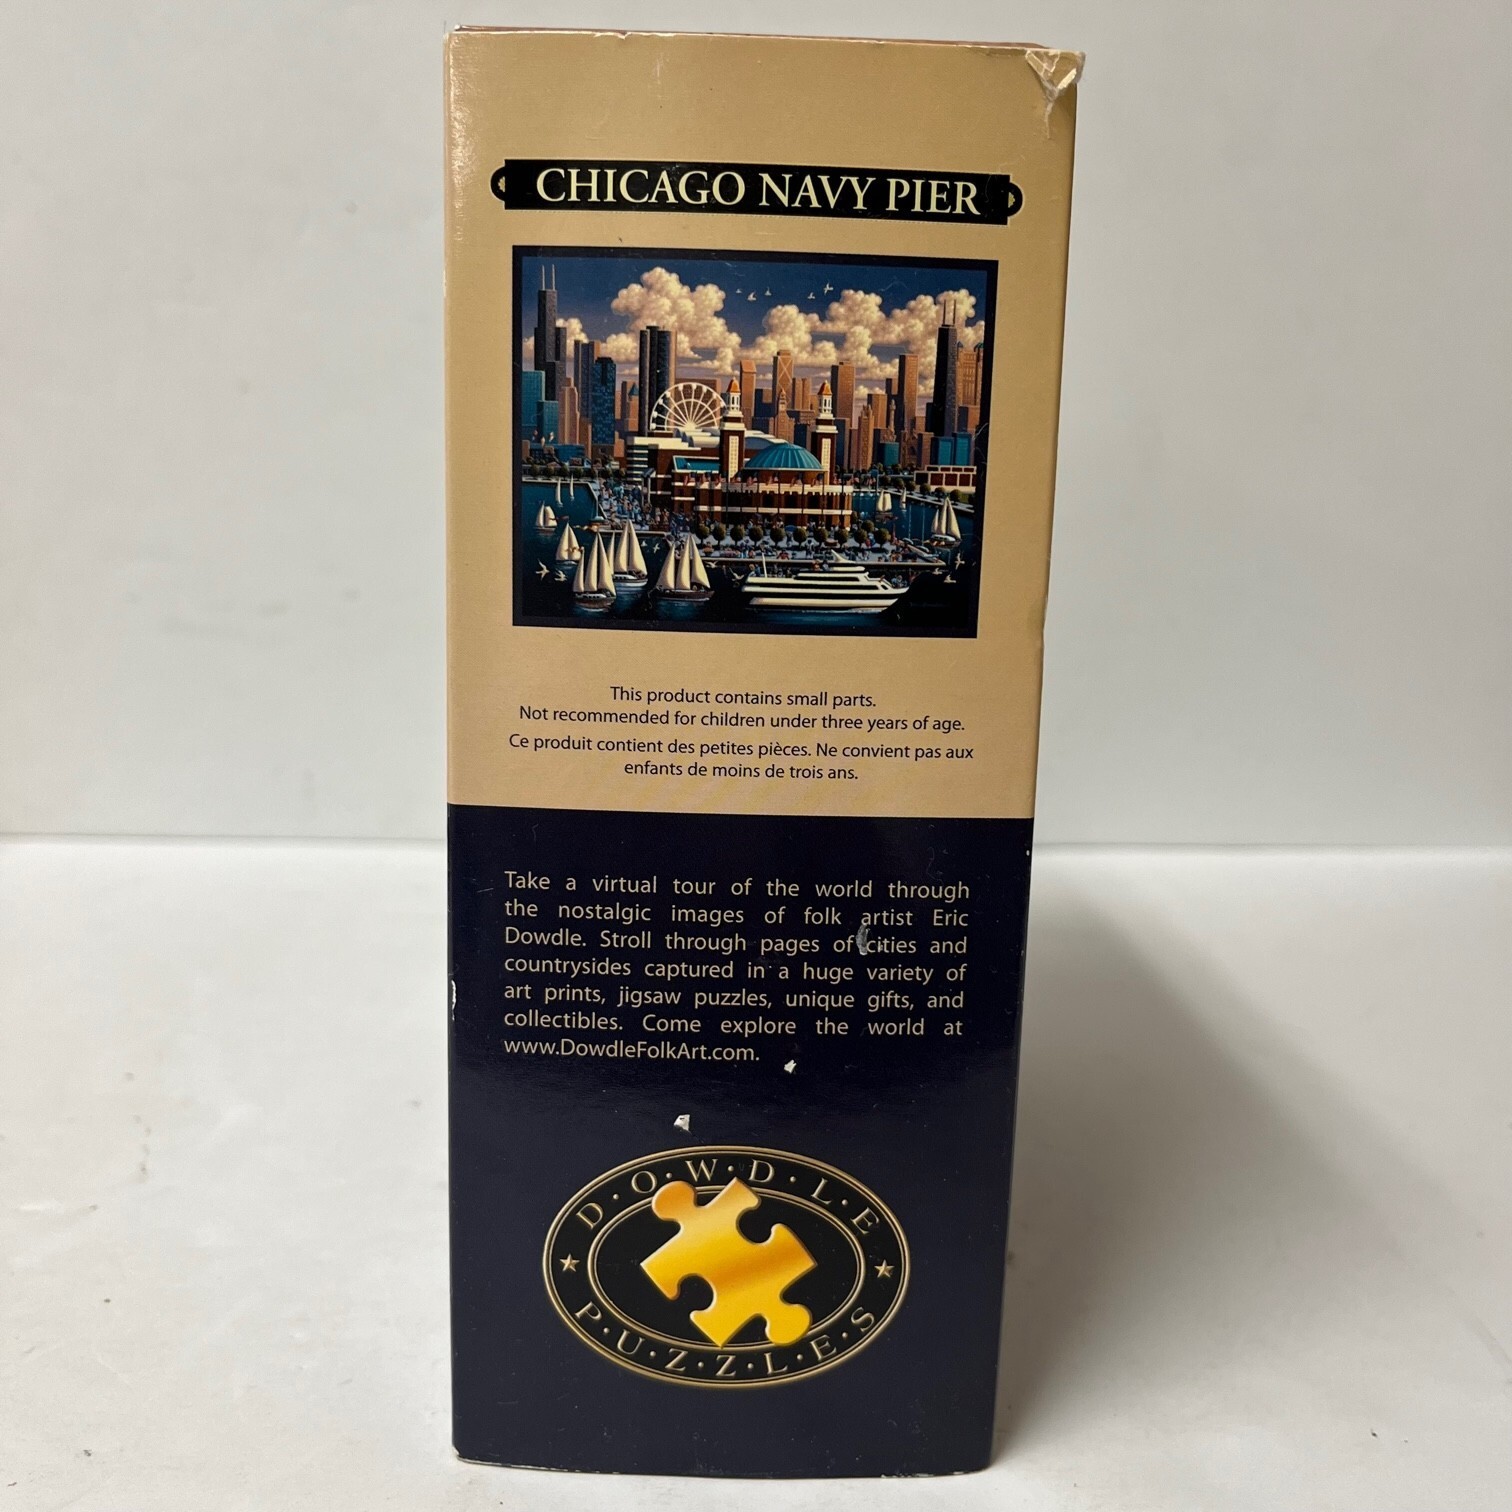 CHICAGO NAVY PIER
This product contains small parts.
Not recommended for children under three years of age.
Ce produit contient des petites pièces. Ne convient pas aux
enfants de moins de trois ans.
Take a virtual tour of the world through
the nostalgic images of folk artist Eric
Dowdle. Stroll through pages of cities and
countrysides captured in a huge variety of
art prints, jigsaw puzzles, unique gifts, and
collectibles. Come explore the world at
www.DowdleFolkArt.com.
D·O·W·D·L·E
P·U·Z·Z·L·E·S